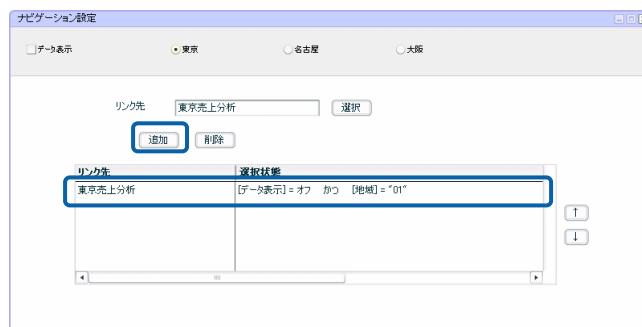 ナビゲーション設定
データ表示 東京 名古屋 大阪
リンク先 東京売上分析 選択
追加 削除
リンク先 選択状態
東京売上分析 [データ表示] = オフ かつ [地域] = "01"
↑
↓